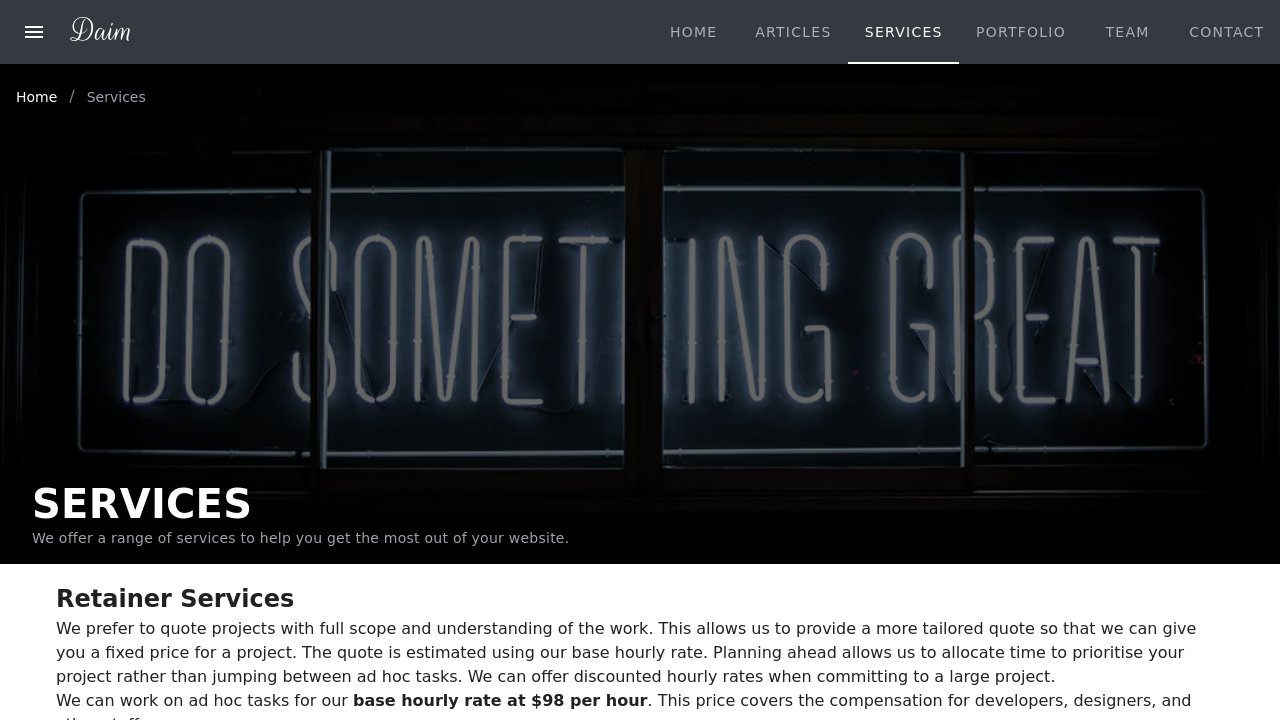 Daim
HOME ARTICLES SERVICES PORTFOLIO TEAM CONTACT
Home / Services
DO SOMETHING GREAT
SERVICES
We offer a range of services to help you get the most out of your website.
Retainer Services
We prefer to quote projects with full scope and understanding of the work. This allows us to provide a more tailored quote so that we can give
you a fixed price for a project. The quote is estimated using our base hourly rate. Planning ahead allows us to allocate time to prioritise your
project rather than jumping between ad hoc tasks. We can offer discounted hourly rates when committing to a large project.
We can work on ad hoc tasks for our base hourly rate at $98 per hour. This price covers the compensation for developers, designers, and